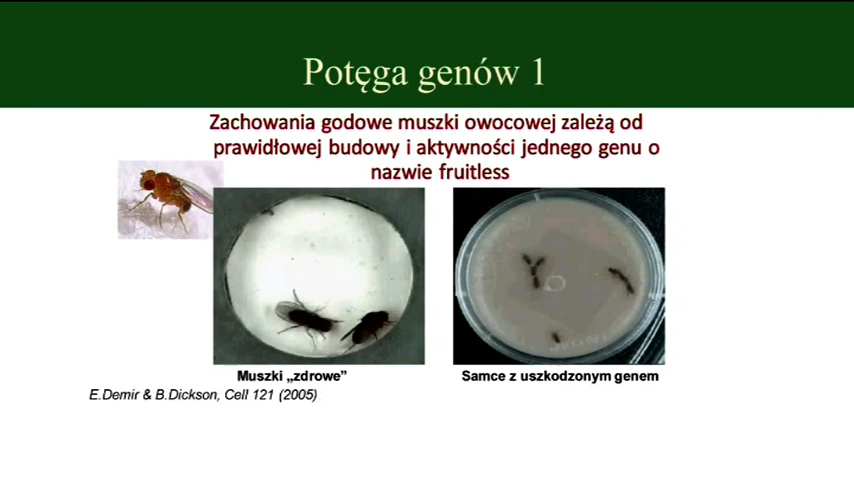 Potęga genów 1
Zachowania godowe muszki owocowej zależą od
prawidłowej budowy i aktywności jednego genu o
nazwie fruitless
Muszki „zdrowe”
Samce z uszkodzonym genem
E.Demir & B.Dickson, Cell 121 (2005)